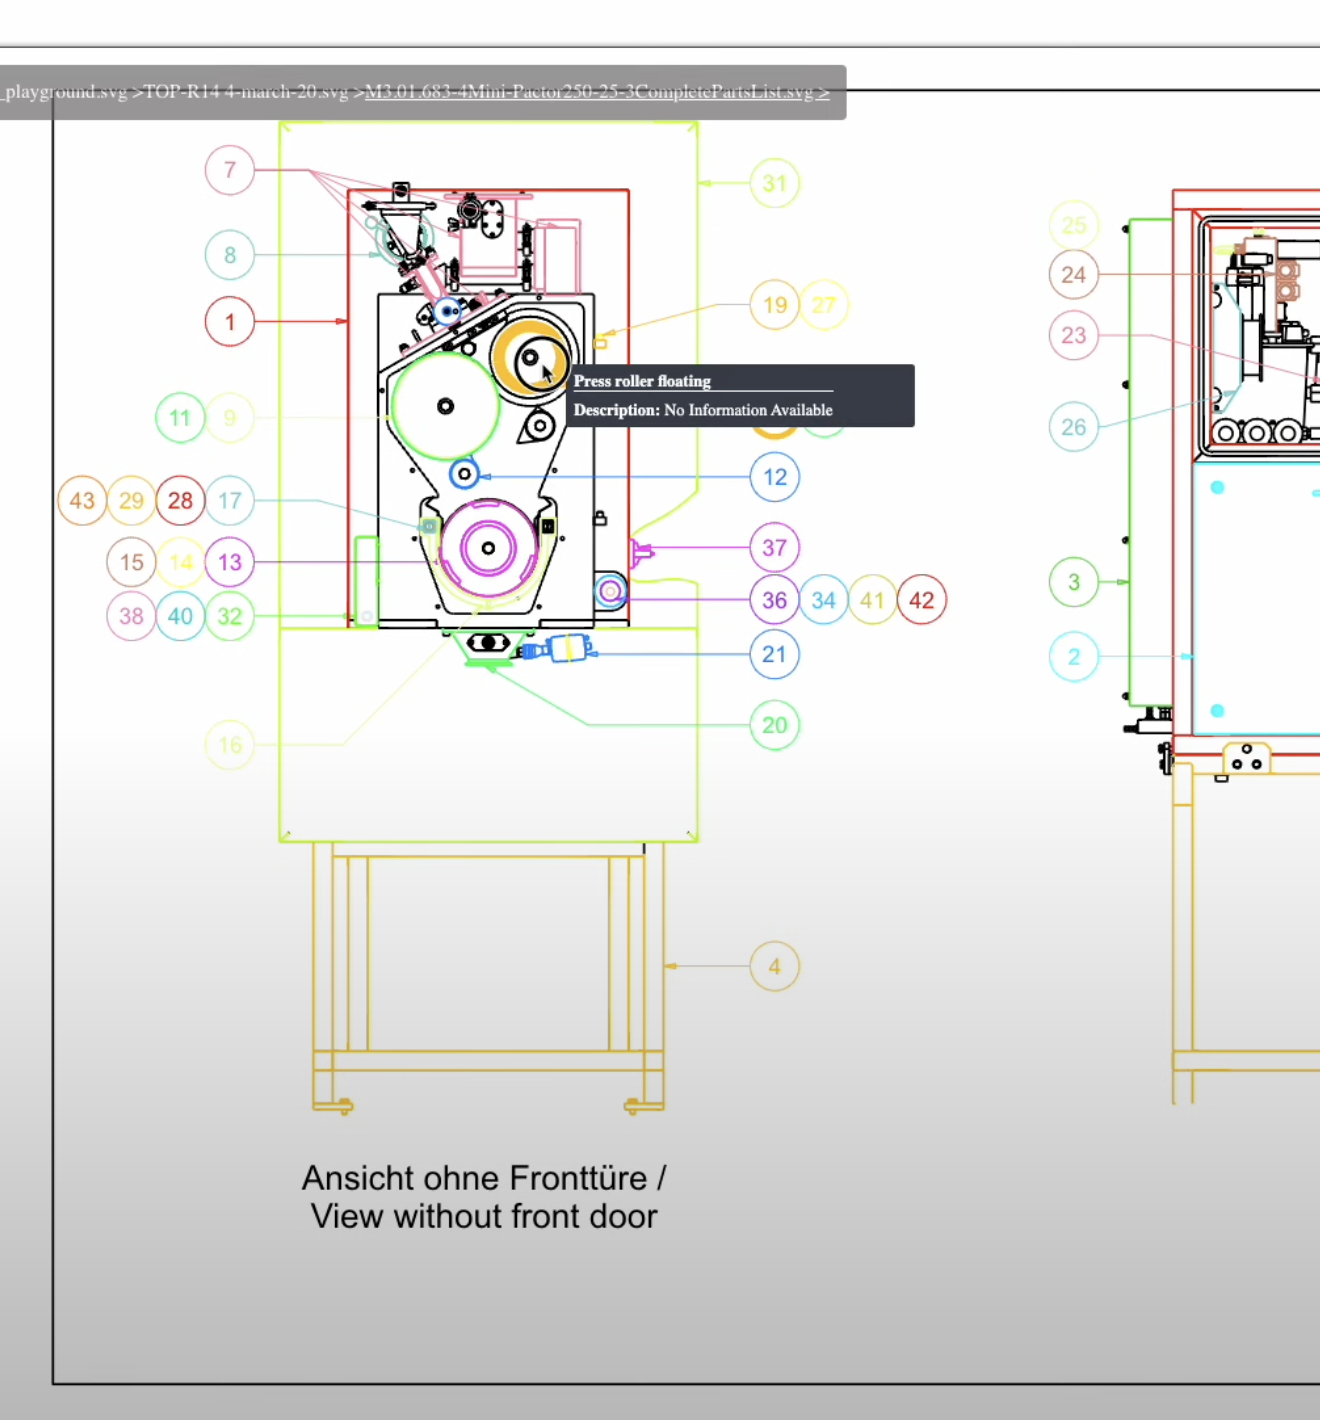 _playground.svg >TOP-R14 4-march-20.svg >M3.01.683-4Mini-Pactor250-25-3CompletePartsList.svg >
7
31
8
25
24
19 27
1
23
Press roller floating
Description: No Information Available
11 9
26
12
43 29 28 17
37
15 14 13
3
36 34 41 42
38 40 32
21
2
20
16
4
Ansicht ohne Fronttüre /
View without front door